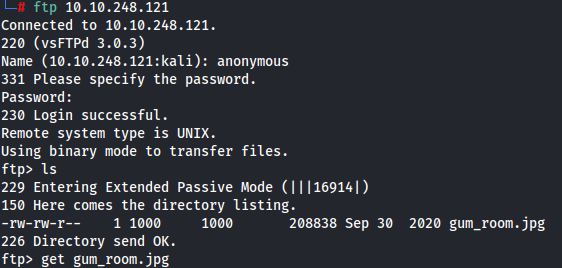 └─# ftp 10.10.248.121
Connected to 10.10.248.121.
220 (vsFTPd 3.0.3)
Name (10.10.248.121:kali): anonymous
331 Please specify the password.
Password:
230 Login successful.
Remote system type is UNIX.
Using binary mode to transfer files.
ftp> ls
229 Entering Extended Passive Mode (|||16914|)
150 Here comes the directory listing.
-rw-rw-r--    1 1000     1000       208838 Sep 30  2020 gum_room.jpg
226 Directory send OK.
ftp> get gum_room.jpg